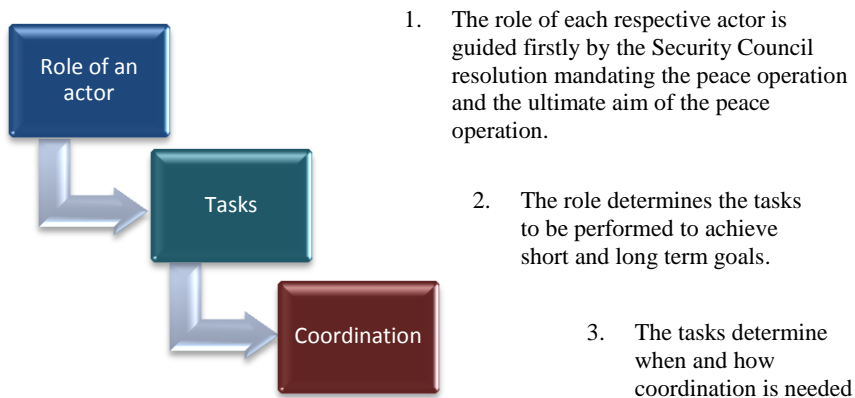 Role of an
actor
1. The role of each respective actor is
guided firstly by the Security Council
resolution mandating the peace operation
and the ultimate aim of the peace
operation.
Tasks
2. The role determines the tasks
to be performed to achieve
short and long term goals.
Coordination
3. The tasks determine
when and how
coordination is needed